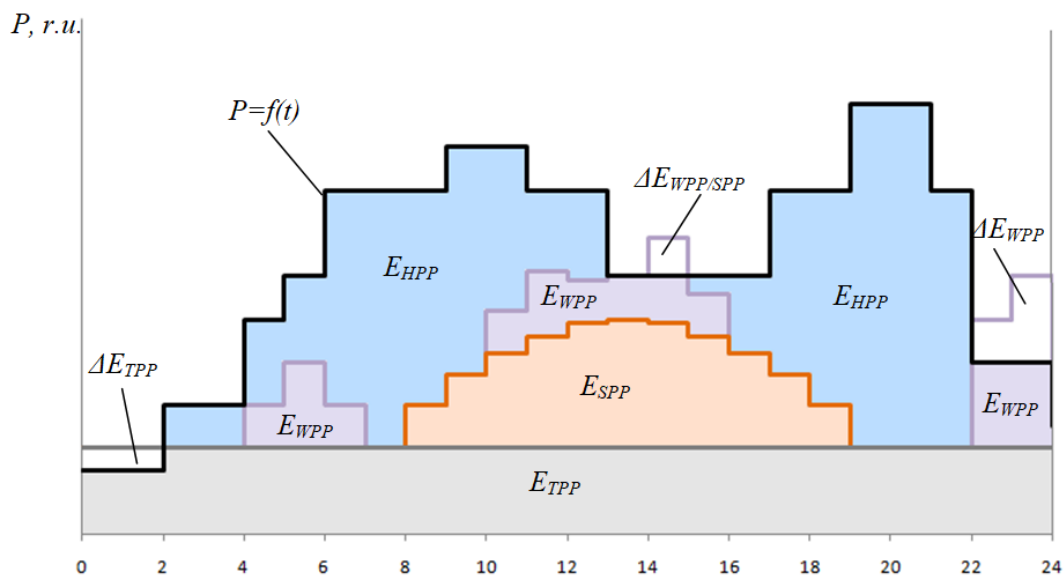 P, r.u.
P=f(t)
ΔE_WPP/SPP
ΔE_WPP
E_HPP
E_WPP
E_HPP
ΔE_TPP
E_SPP
E_WPP
E_WPP
E_TPP
0 2 4 6 8 10 12 14 16 18 20 22 24